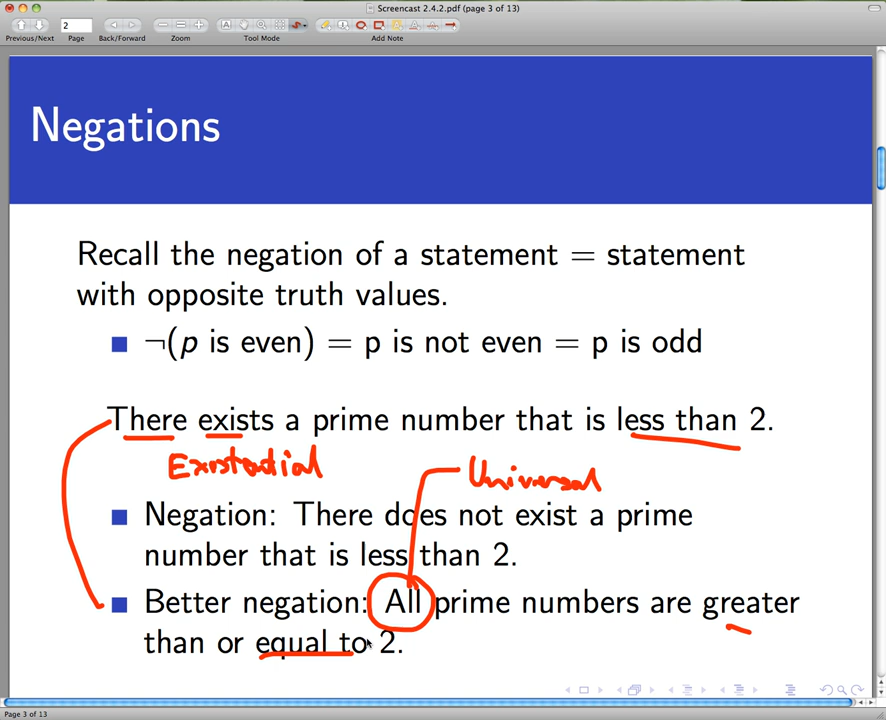 Screencast 2.4.2.pdf (page 3 of 13)
2
Previous/Next Page Back/Forward Zoom Tool Mode Add Note
Negations
Recall the negation of a statement = statement
with opposite truth values.
¬(p is even) = p is not even = p is odd
There exists a prime number that is less than 2.
Existential
Universal
Negation: There does not exist a prime
number that is less than 2.
Better negation: All prime numbers are greater
than or equal to 2.
Page 3 of 13